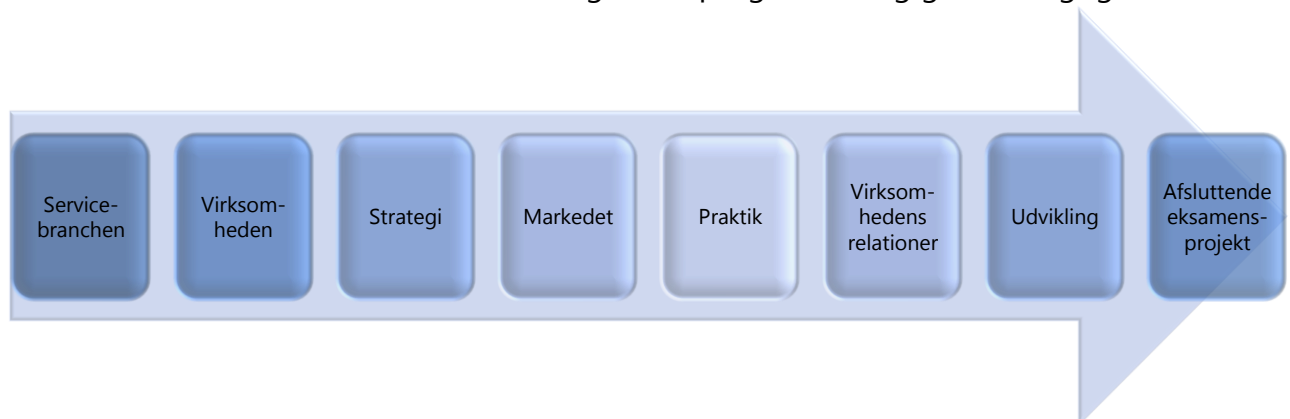 Service-
branchen
Virksom-
heden
Strategi
Markedet
Praktik
Virksom-
hedens
relationer
Udvikling
Afsluttende
eksamens-
projekt